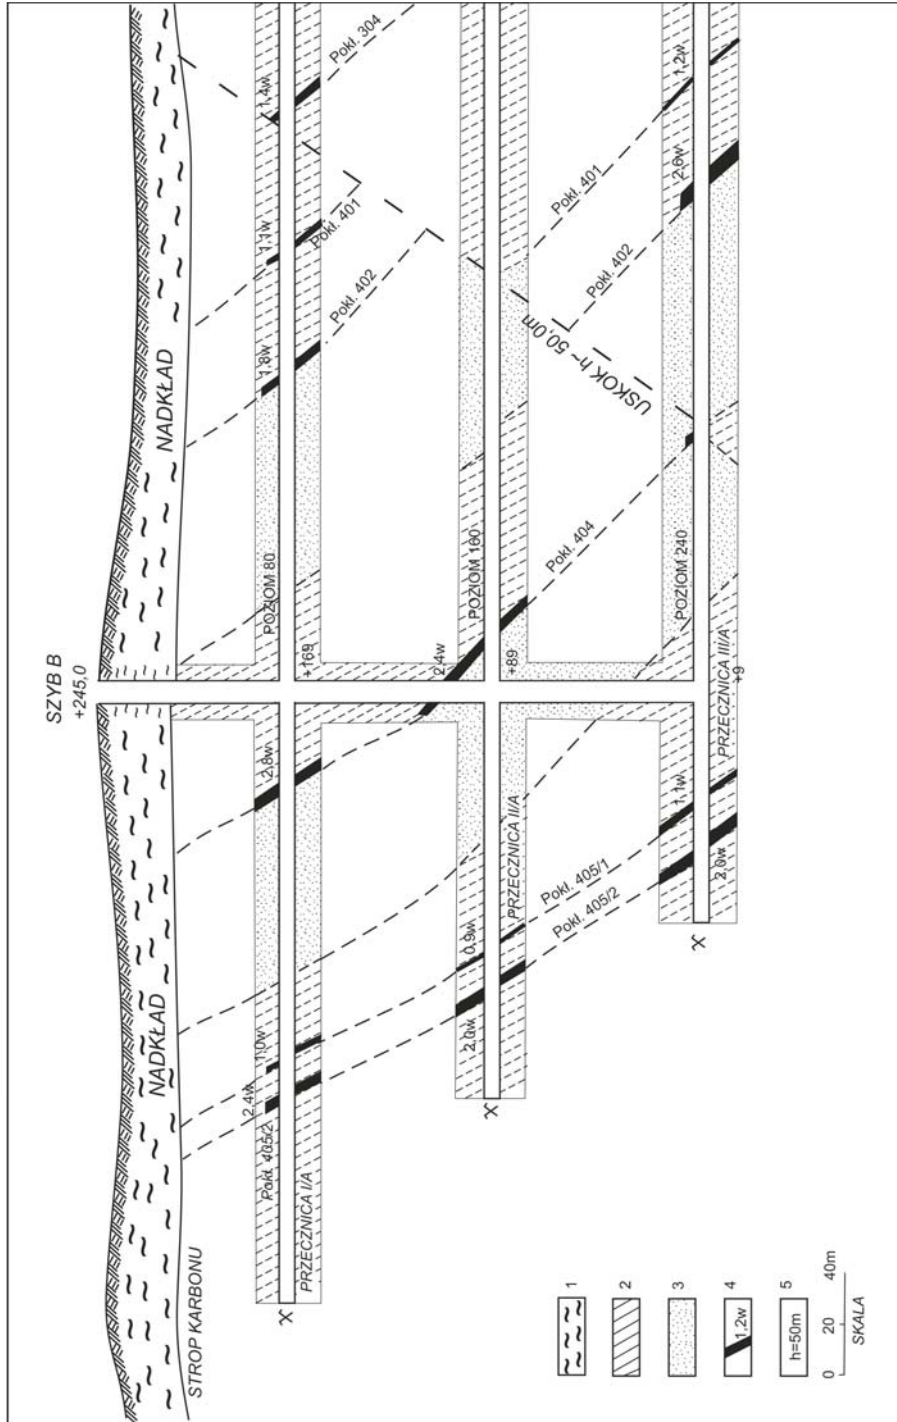 SZYB B
+245,0
NADKŁAD
NADKŁAD
STROP KARBONU
Pokł. 304
1,4w
Pokł. 401
1,1w
Pokł. 402
1,8w
POZIOM 80
+169
2,8w
1,0w
2,4w
Pokł. 405/2
PRZECZNICA I/A
Pokł. 401
USKOK h~ 50,0m
POZIOM 160
+89
2,4w
Pokł. 404
PRZECZNICA II/A
0,9w
2,0w
Pokł. 405/1
Pokł. 405/2
1,2w
2,6w
Pokł. 402
POZIOM 240
+9
PRZECZNICA III/A
1,1w
2,0w
1
2
3
1,2w
4
h=50m
5
0 20 40m
SKALA